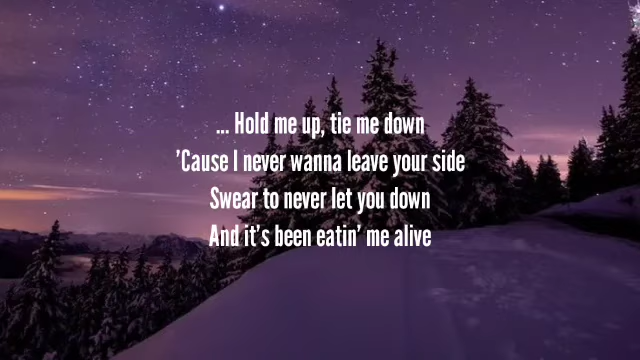 ... Hold me up, tie me down
'Cause I never wanna leave your side
Swear to never let you down
And it's been eatin' me alive